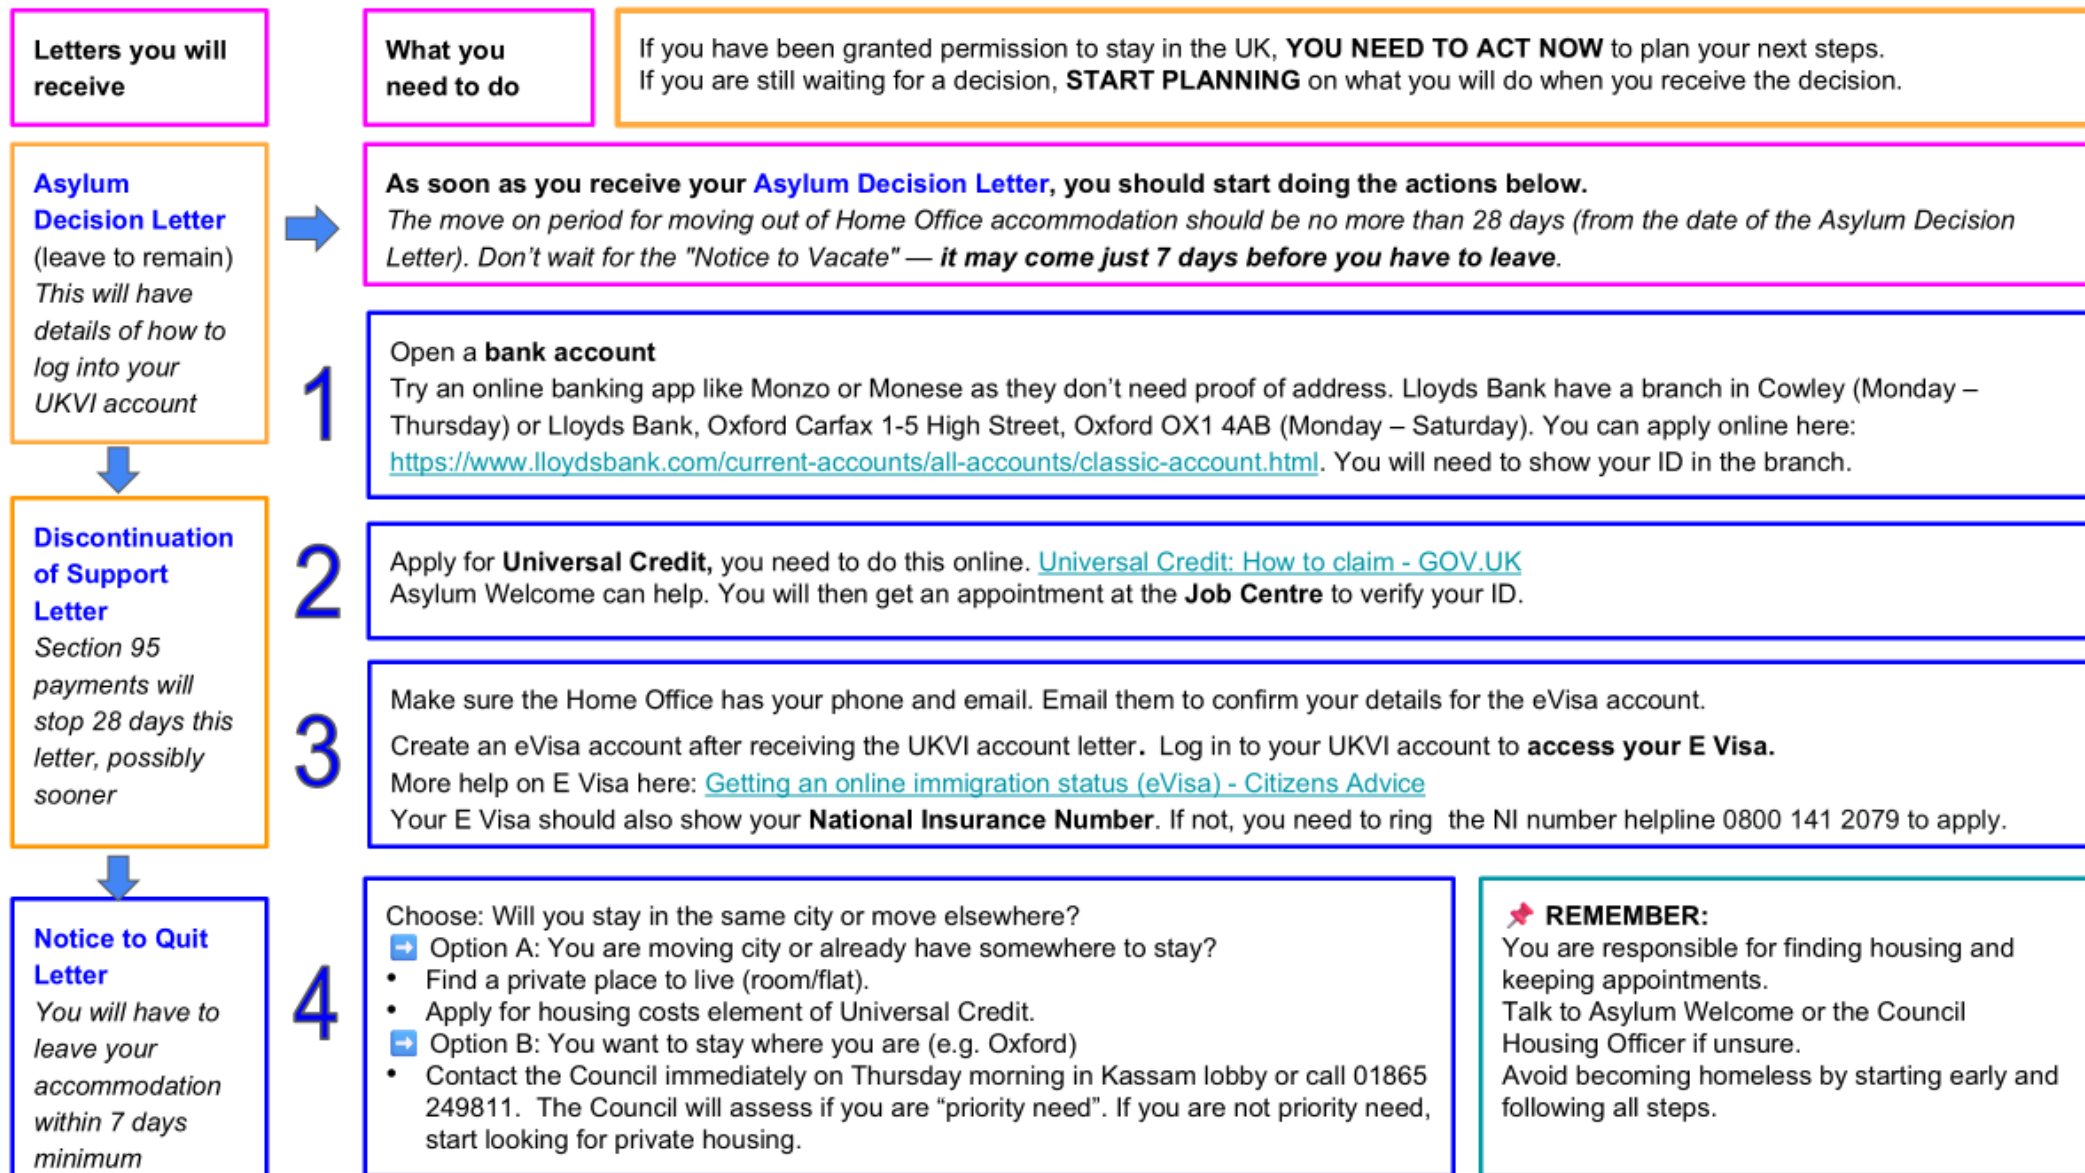 Letters you will
receive
What you
need to do
If you have been granted permission to stay in the UK, YOU NEED TO ACT NOW to plan your next steps.
If you are still waiting for a decision, START PLANNING on what you will do when you receive the decision.
Asylum
Decision Letter
(leave to remain)
This will have
details of how to
log into your
UKVI account
As soon as you receive your Asylum Decision Letter, you should start doing the actions below.
The move on period for moving out of Home Office accommodation should be no more than 28 days (from the date of the Asylum Decision
Letter). Don't wait for the "Notice to Vacate" — it may come just 7 days before you have to leave.
1
Open a bank account
Try an online banking app like Monzo or Monese as they don't need proof of address. Lloyds Bank have a branch in Cowley (Monday –
Thursday) or Lloyds Bank, Oxford Carfax 1-5 High Street, Oxford OX1 4AB (Monday – Saturday). You can apply online here:
https://www.lloydsbank.com/current-accounts/all-accounts/classic-account.html. You will need to show your ID in the branch.
Discontinuation
of Support
Letter
Section 95
payments will
stop 28 days this
letter, possibly
sooner
2
Apply for Universal Credit, you need to do this online. Universal Credit: How to claim - GOV.UK
Asylum Welcome can help. You will then get an appointment at the Job Centre to verify your ID.
3
Make sure the Home Office has your phone and email. Email them to confirm your details for the eVisa account.
Create an eVisa account after receiving the UKVI account letter. Log in to your UKVI account to access your E Visa.
More help on E Visa here: Getting an online immigration status (eVisa) - Citizens Advice
Your E Visa should also show your National Insurance Number. If not, you need to ring the NI number helpline 0800 141 2079 to apply.
Notice to Quit
Letter
You will have to
leave your
accommodation
within 7 days
minimum
4
Choose: Will you stay in the same city or move elsewhere?
➡️ Option A: You are moving city or already have somewhere to stay?
• Find a private place to live (room/flat).
• Apply for housing costs element of Universal Credit.
➡️ Option B: You want to stay where you are (e.g. Oxford)
• Contact the Council immediately on Thursday morning in Kassam lobby or call 01865
249811. The Council will assess if you are “priority need”. If you are not priority need,
start looking for private housing.
📌 REMEMBER:
You are responsible for finding housing and
keeping appointments.
Talk to Asylum Welcome or the Council
Housing Officer if unsure.
Avoid becoming homeless by starting early and
following all steps.